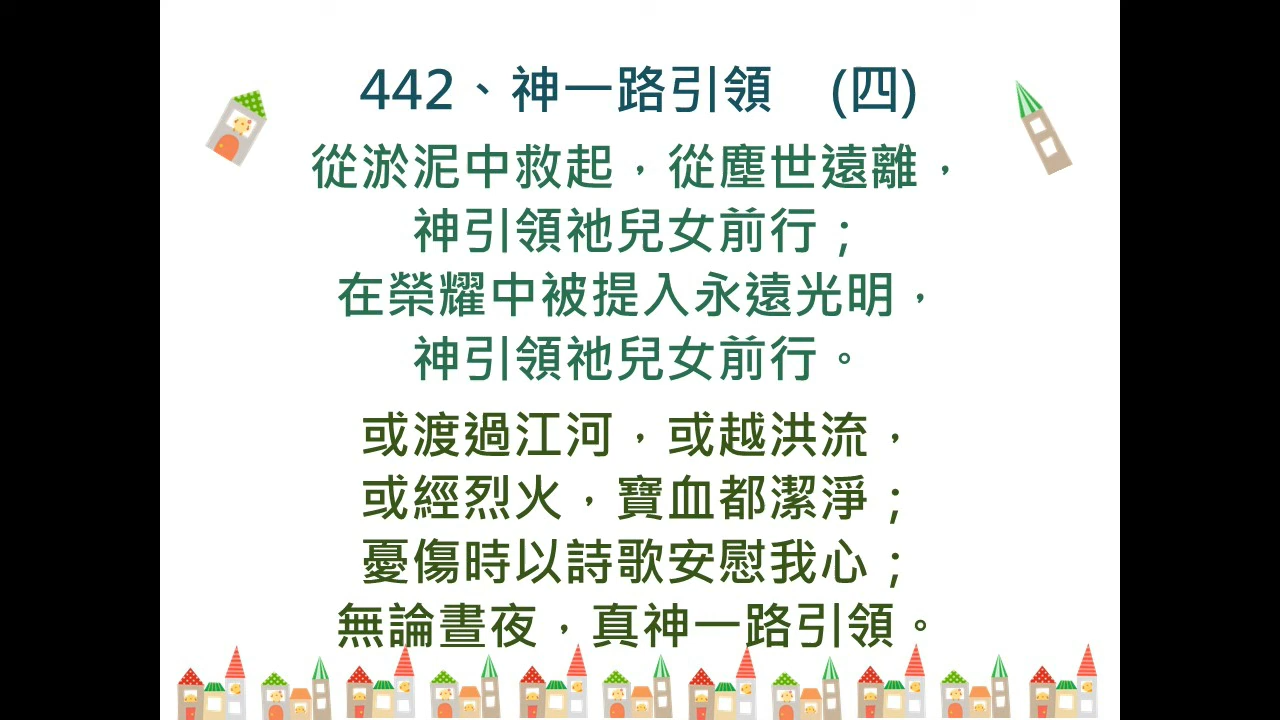 442、神一路引領　(四)
從淤泥中救起，從塵世遠離，
神引領祂兒女前行；
在榮耀中被提入永遠光明，
神引領祂兒女前行。
或渡過江河，或越洪流，
或經烈火，寶血都潔淨；
憂傷時以詩歌安慰我心；
無論晝夜，真神一路引領。